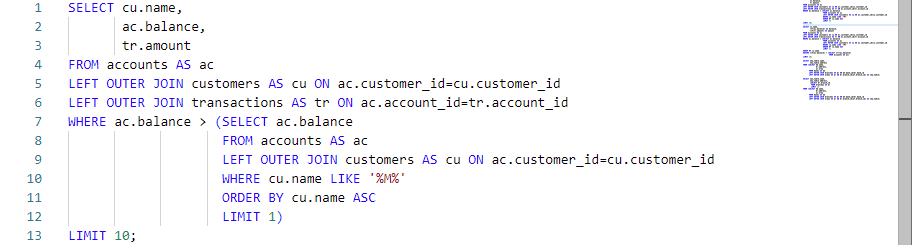 1 SELECT cu.name,
2 ac.balance,
3 tr.amount
4 FROM accounts AS ac
5 LEFT OUTER JOIN customers AS cu ON ac.customer_id=cu.customer_id
6 LEFT OUTER JOIN transactions AS tr ON ac.account_id=tr.account_id
7 WHERE ac.balance > (SELECT ac.balance
8 FROM accounts AS ac
9 LEFT OUTER JOIN customers AS cu ON ac.customer_id=cu.customer_id
10 WHERE cu.name LIKE '%M%'
11 ORDER BY cu.name ASC
12 LIMIT 1)
13 LIMIT 10;